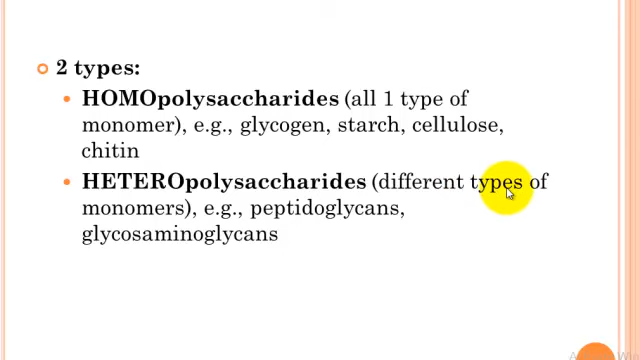 2 types:
HOMOpolysaccharides (all 1 type of
monomer), e.g., glycogen, starch, cellulose,
chitin
HETEROpolysaccharides (different types of
monomers), e.g., peptidoglycans,
glycosaminoglycans